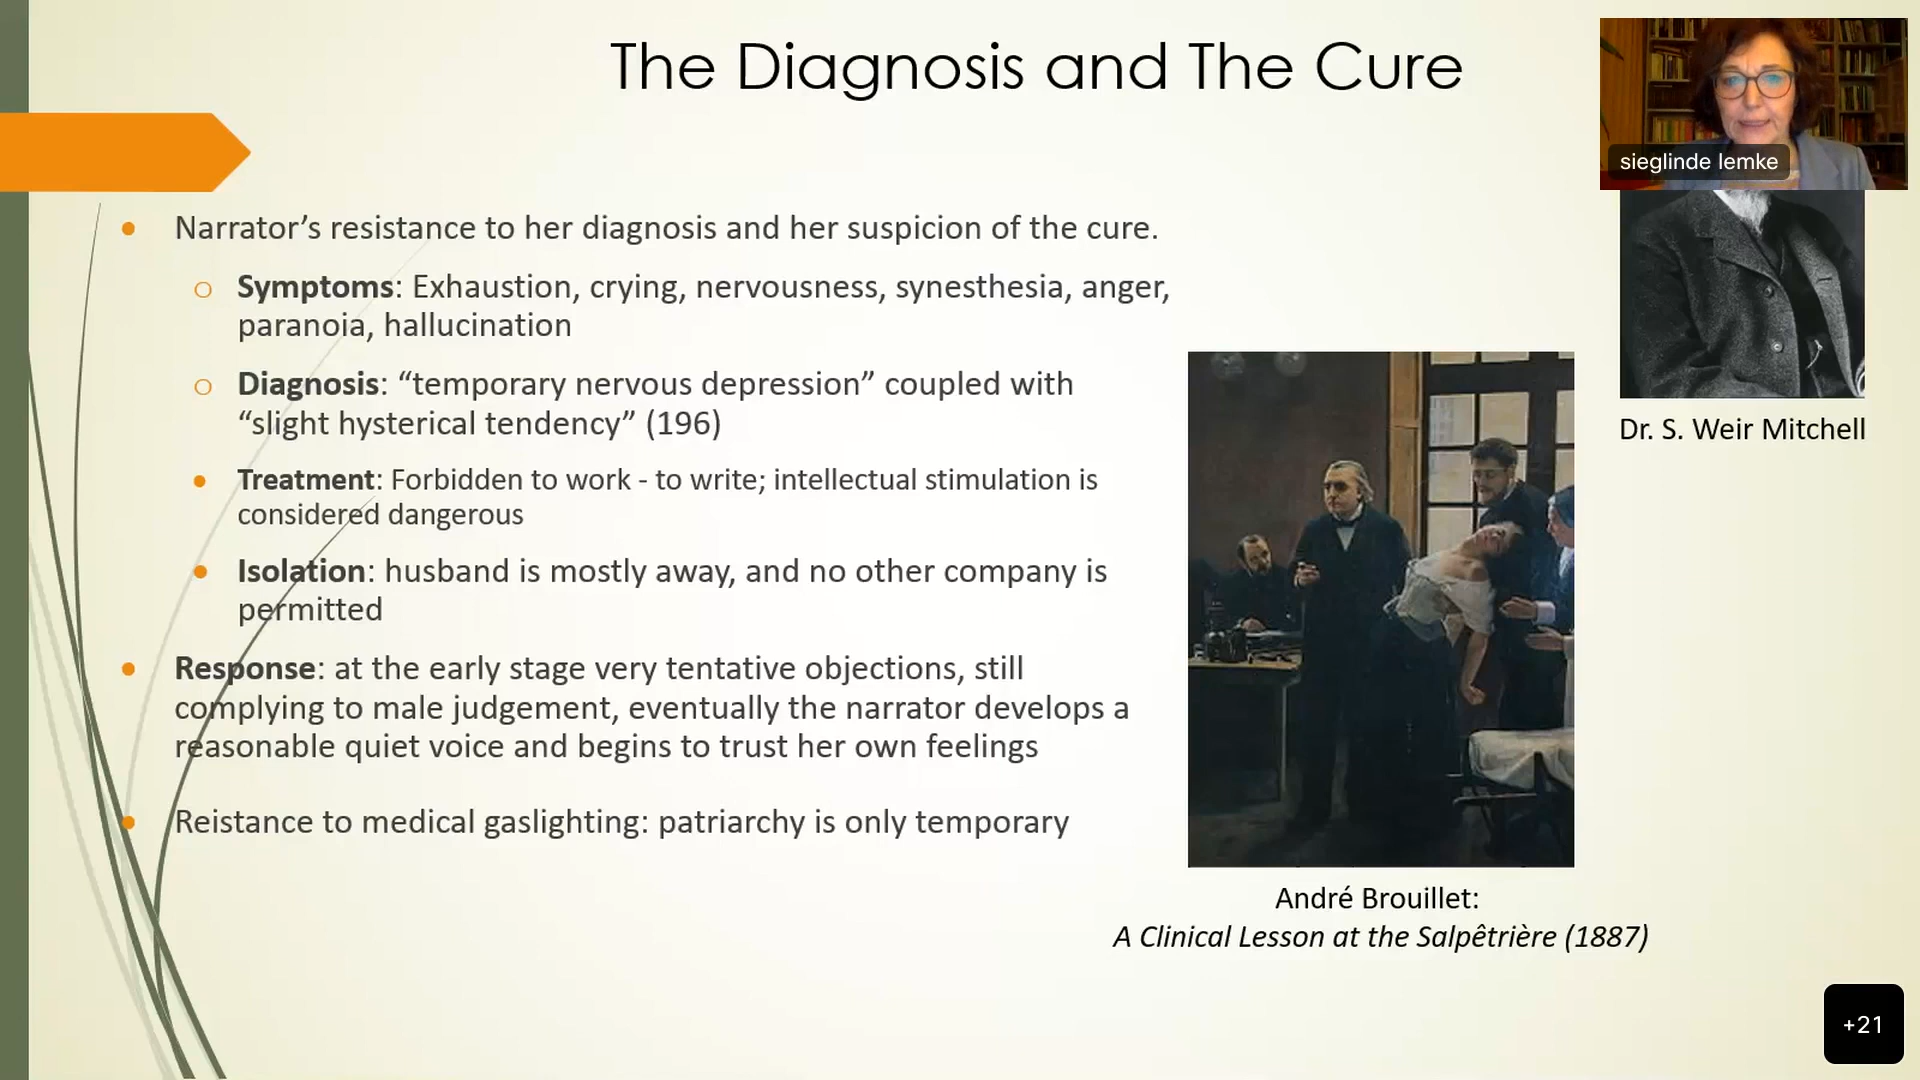 The Diagnosis and The Cure
sieglinde lemke
Narrator’s resistance to her diagnosis and her suspicion of the cure.
Symptoms: Exhaustion, crying, nervousness, synesthesia, anger,
paranoia, hallucination
Diagnosis: “temporary nervous depression” coupled with
“slight hysterical tendency” (196)
Treatment: Forbidden to work - to write; intellectual stimulation is
considered dangerous
Isolation: husband is mostly away, and no other company is
permitted
Response: at the early stage very tentative objections, still
complying to male judgement, eventually the narrator develops a
reasonable quiet voice and begins to trust her own feelings
Reistance to medical gaslighting: patriarchy is only temporary
Dr. S. Weir Mitchell
André Brouillet:
A Clinical Lesson at the Salpêtrière (1887)
+21